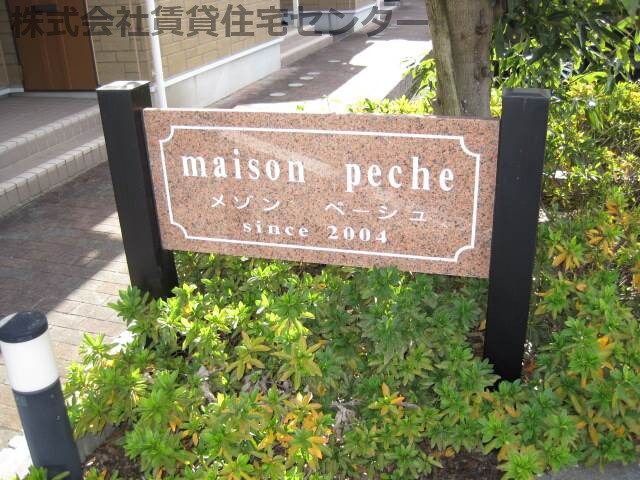 株式会社賃貸住宅センター
maison peche
メゾン ペーシュ
since 2004